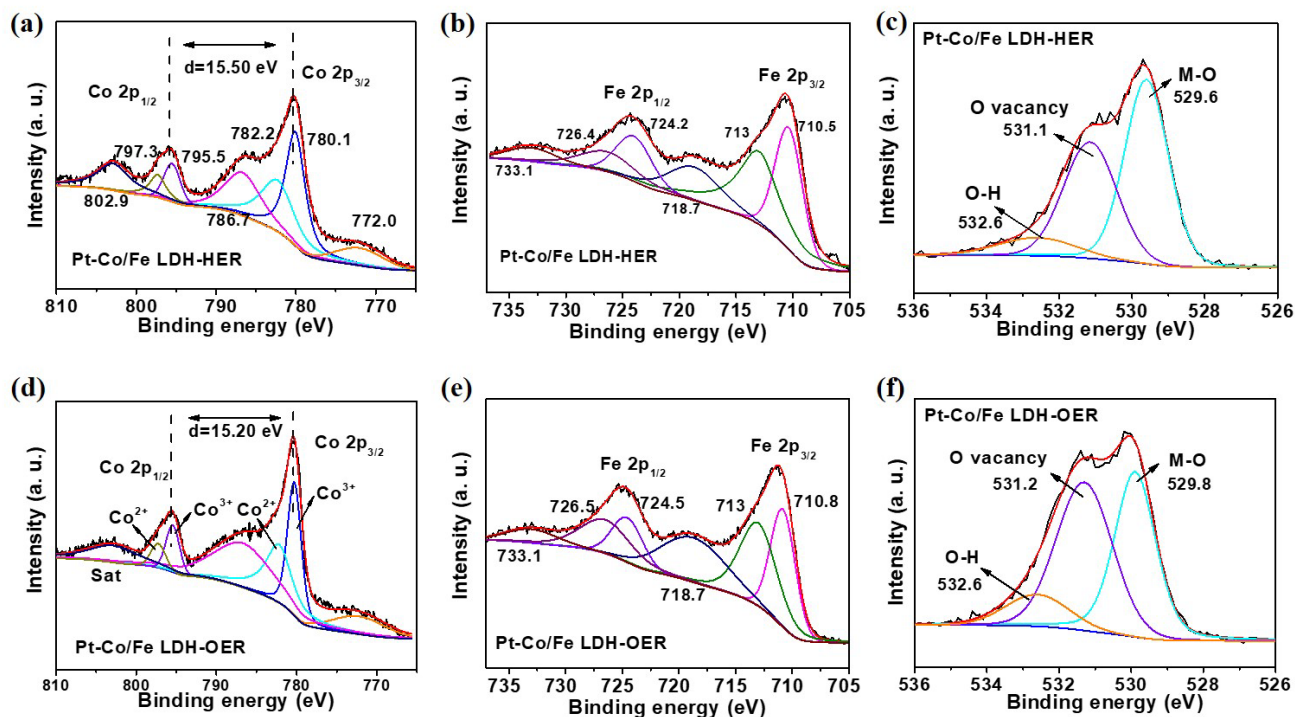 (a)
d=15.50 eV
Co 2p1/2
Co 2p3/2
797.3
795.5
782.2
780.1
802.9
786.7
772.0
Pt-Co/Fe LDH-HER
Intensity (a. u.)
810 800 790 780 770
Binding energy (eV)
(b)
Fe 2p3/2
Fe 2p1/2
726.4
724.2
713
710.5
733.1
718.7
Pt-Co/Fe LDH-HER
Intensity (a. u.)
735 730 725 720 715 710 705
Binding energy (eV)
(c)
Pt-Co/Fe LDH-HER
M-O
529.6
O vacancy
531.1
O-H
532.6
Intensity (a. u.)
536 534 532 530 528 526
Binding energy (eV)
(d)
d=15.20 eV
Co 2p3/2
Co 2p1/2
Co2+
Co3+
Co2+
Co3+
Sat
Pt-Co/Fe LDH-OER
Intensity (a. u.)
810 800 790 780 770
Binding energy (eV)
(e)
Fe 2p3/2
Fe 2p1/2
726.5
724.5
713
710.8
733.1
718.7
Pt-Co/Fe LDH-OER
Intensity (a. u.)
735 730 725 720 715 710 705
Binding energy (eV)
(f)
Pt-Co/Fe LDH-OER
O vacancy
531.2
M-O
529.8
O-H
532.6
Intensity (a. u.)
536 534 532 530 528 526
Binding energy (eV)